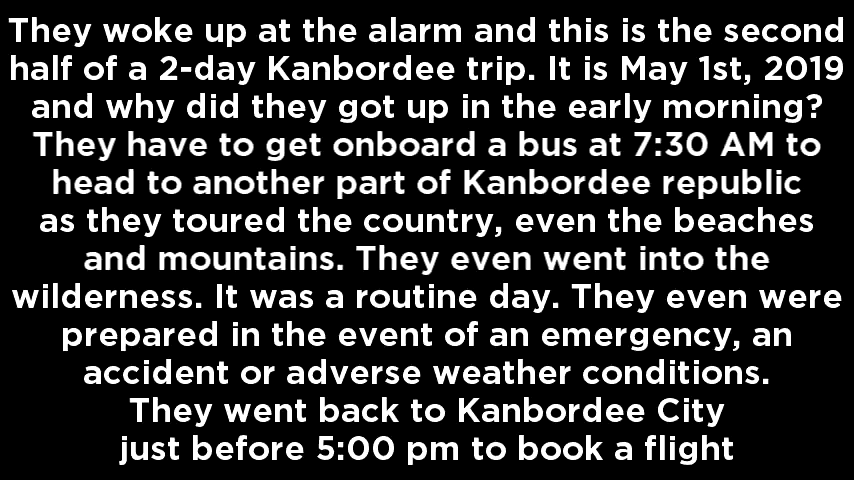 They woke up at the alarm and this is the second
half of a 2-day Kanbordee trip. It is May 1st, 2019
and why did they got up in the early morning?
They have to get onboard a bus at 7:30 AM to
head to another part of Kanbordee republic
as they toured the country, even the beaches
and mountains. They even went into the
wilderness. It was a routine day. They even were
prepared in the event of an emergency, an
accident or adverse weather conditions.
They went back to Kanbordee City
just before 5:00 pm to book a flight